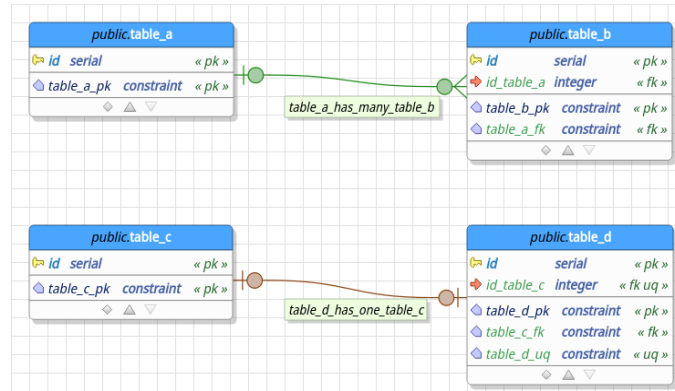 public.table_a
id serial « pk »
table_a_pk constraint « pk »
table_a_has_many_table_b
public.table_b
id serial « pk »
id_table_a integer « fk »
table_b_pk constraint « pk »
table_a_fk constraint « fk »
public.table_c
id serial « pk »
table_c_pk constraint « pk »
table_d_has_one_table_c
public.table_d
id serial « pk »
id_table_c integer « fk uq »
table_d_pk constraint « pk »
table_c_fk constraint « fk »
table_d_uq constraint « uq »